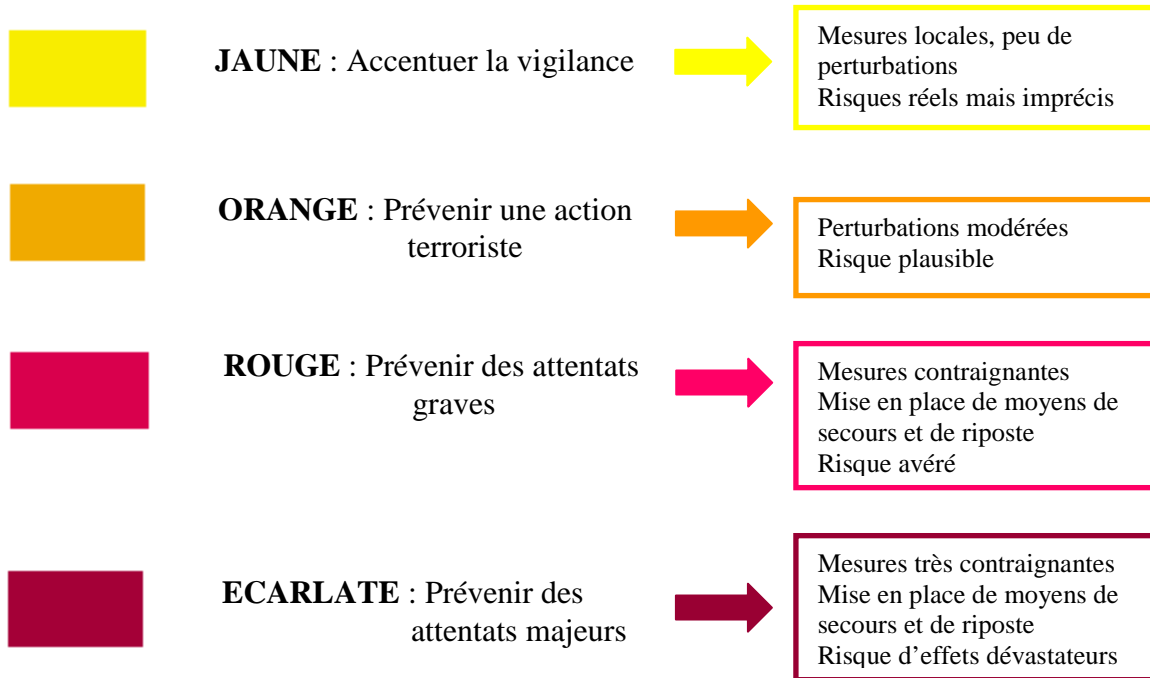 JAUNE : Accentuer la vigilance
Mesures locales, peu de
perturbations
Risques réels mais imprécis
ORANGE : Prévenir une action
terroriste
Perturbations modérées
Risque plausible
ROUGE : Prévenir des attentats
graves
Mesures contraignantes
Mise en place de moyens de
secours et de riposte
Risque avéré
ECARLATE : Prévenir des
attentats majeurs
Mesures très contraignantes
Mise en place de moyens de
secours et de riposte
Risque d’effets dévastateurs